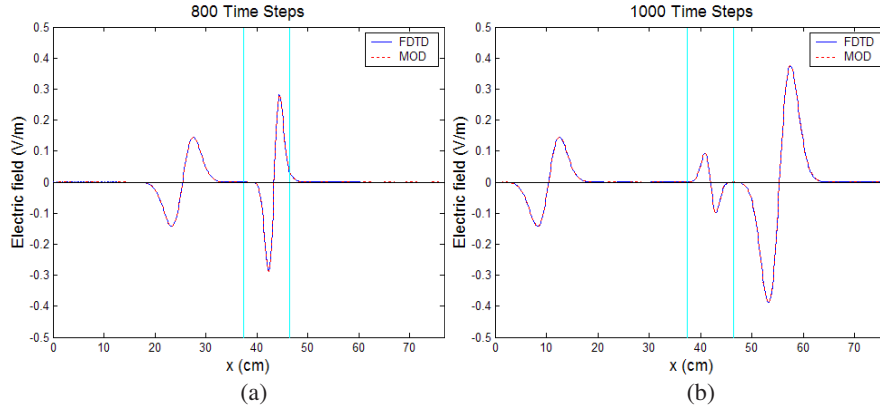 800 Time Steps
Electric field (V/m)
0.5
0.4
0.3
0.2
0.1
0
-0.1
-0.2
-0.3
-0.4
-0.5
FDTD
MOD
0 10 20 30 40 50 60 70
x (cm)
(a)
1000 Time Steps
Electric field (V/m)
0.5
0.4
0.3
0.2
0.1
0
-0.1
-0.2
-0.3
-0.4
-0.5
FDTD
MOD
0 10 20 30 40 50 60 70
x (cm)
(b)